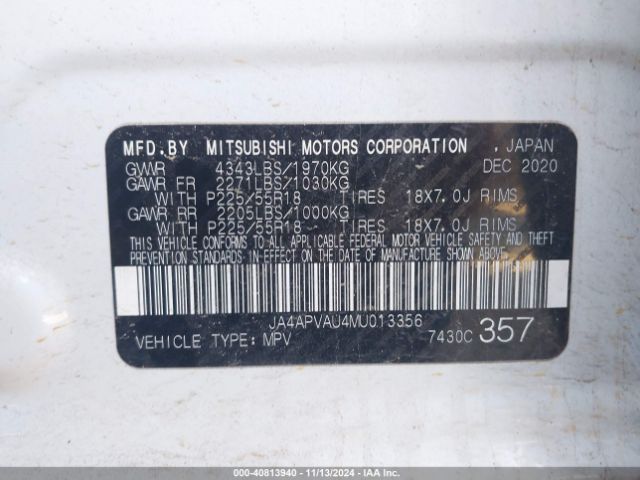 MFD.BY MITSUBISHI MOTORS CORPORATION , JAPAN
GVWR 4343LBS/1970KG DEC 2020
GAWR FR 2271LBS/1030KG
WITH P225/55R18 TIRES 18X7.0J RIMS
GAWR RR 2205LBS/1000KG
WITH P225/55R18 TIRES 18X7.0J RIMS
THIS VEHICLE CONFORMS TO ALL APPLICABLE FEDERAL MOTOR VEHICLE SAFETY AND THEFT
PREVENTION STANDARDS IN EFFECT ON THE DATE OF MANUFACTURE SHOWN ABOVE.
JA4APVAU4MU013356
VEHICLE TYPE: MPV 7430C 357
000-40813940 - 11/13/2024 - IAA, Inc.